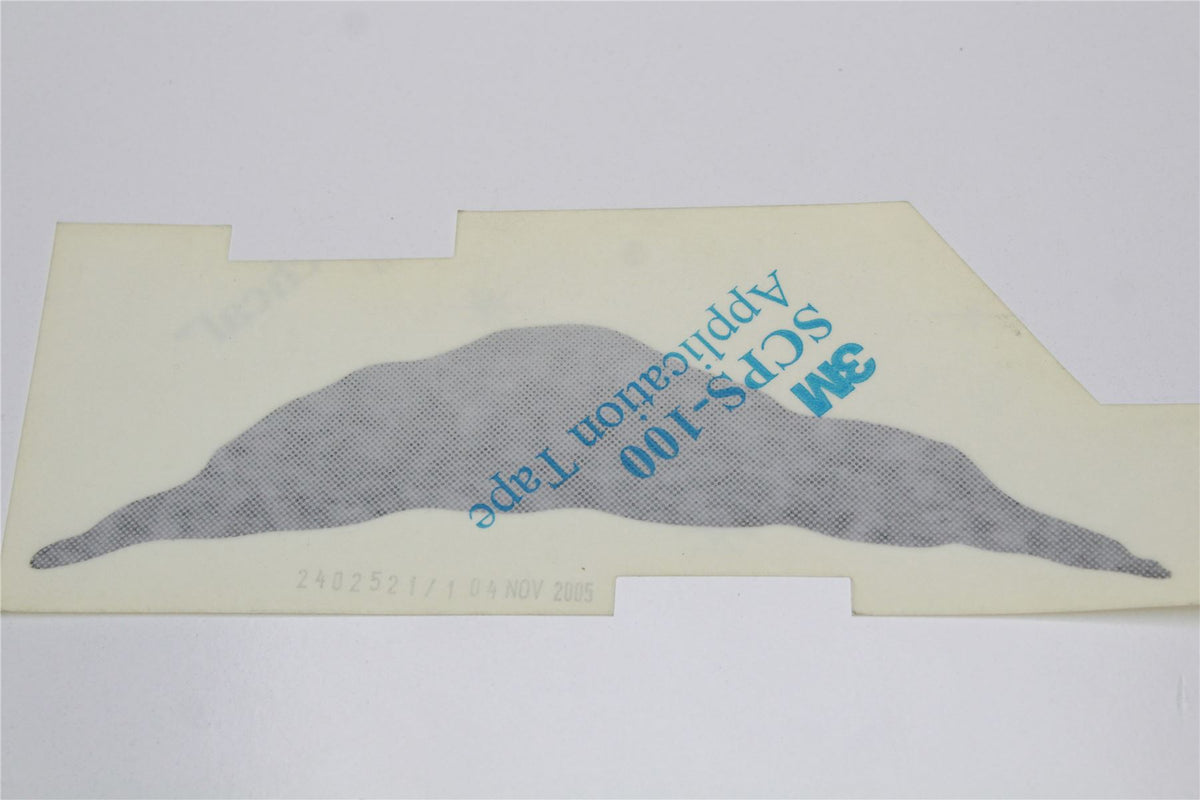 3M
SCPS-100
Application Tape
2402521/1 04 NOV 2005